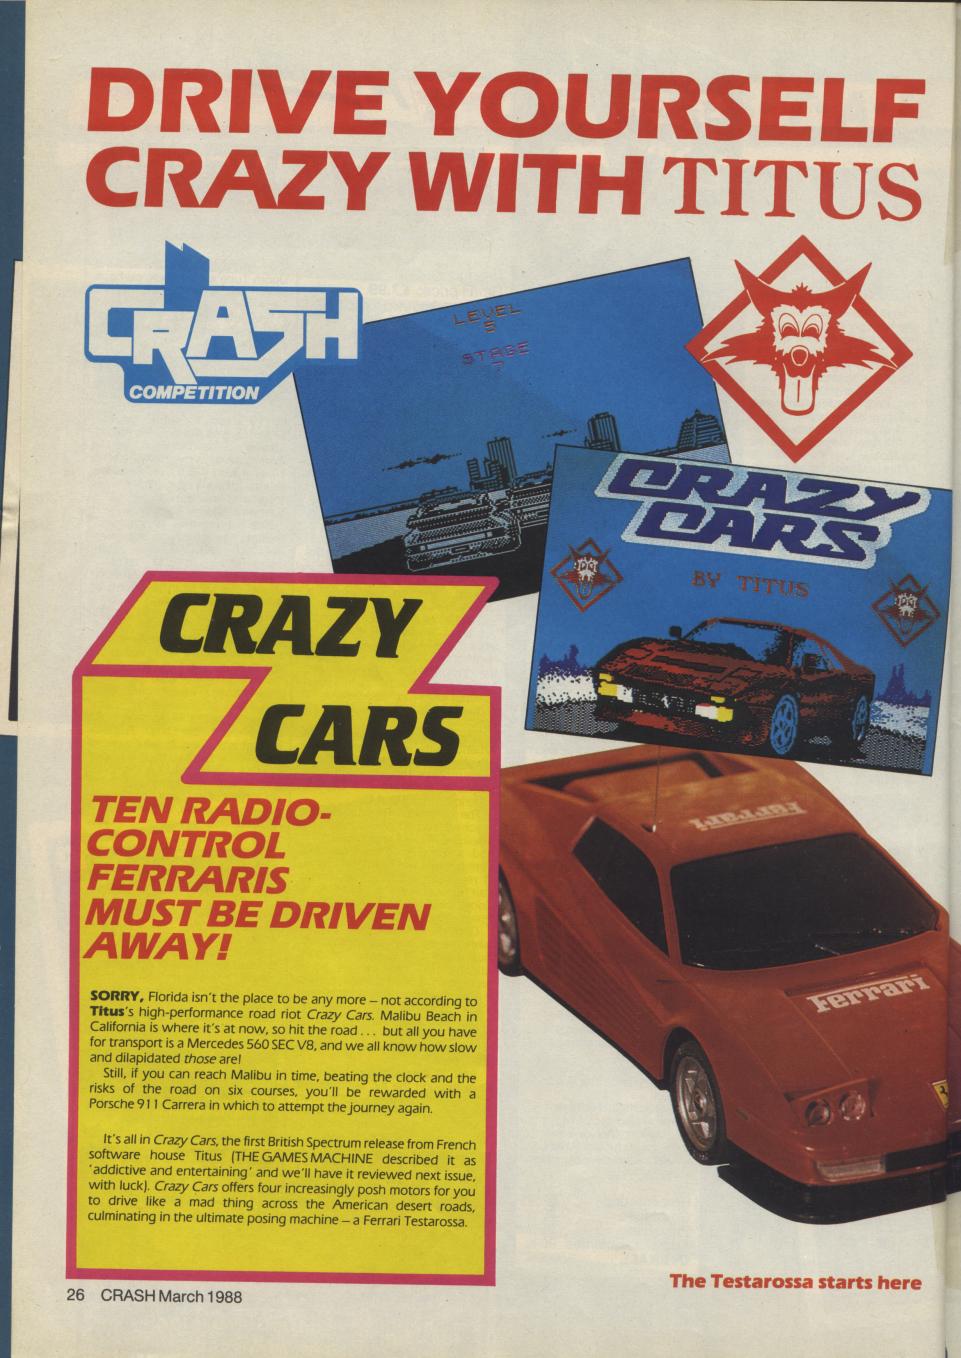 DRIVE YOURSELF
CRAZY WITH TITUS
CRASH
COMPETITION
LEVEL
5
STAGE
7
CRAZY
CARS
BY TITUS
CRAZY
CARS
TEN RADIO-
CONTROL
FERRARIS
MUST BE DRIVEN
AWAY!
SORRY, Florida isn't the place to be any more – not according to
Titus's high-performance road riot Crazy Cars. Malibu Beach in
California is where it's at now, so hit the road . . . but all you have
for transport is a Mercedes 560 SEC V8, and we all know how slow
and dilapidated those are!
Still, if you can reach Malibu in time, beating the clock and the
risks of the road on six courses, you'll be rewarded with a
Porsche 911 Carrera in which to attempt the journey again.
It's all in Crazy Cars, the first British Spectrum release from French
software house Titus (THE GAMES MACHINE described it as
'addictive and entertaining' and we'll have it reviewed next issue,
with luck). Crazy Cars offers four increasingly posh motors for you
to drive like a mad thing across the American desert roads,
culminating in the ultimate posing machine – a Ferrari Testarossa.
Ferrari
Ferrari
The Testarossa starts here
26 CRASH March 1988